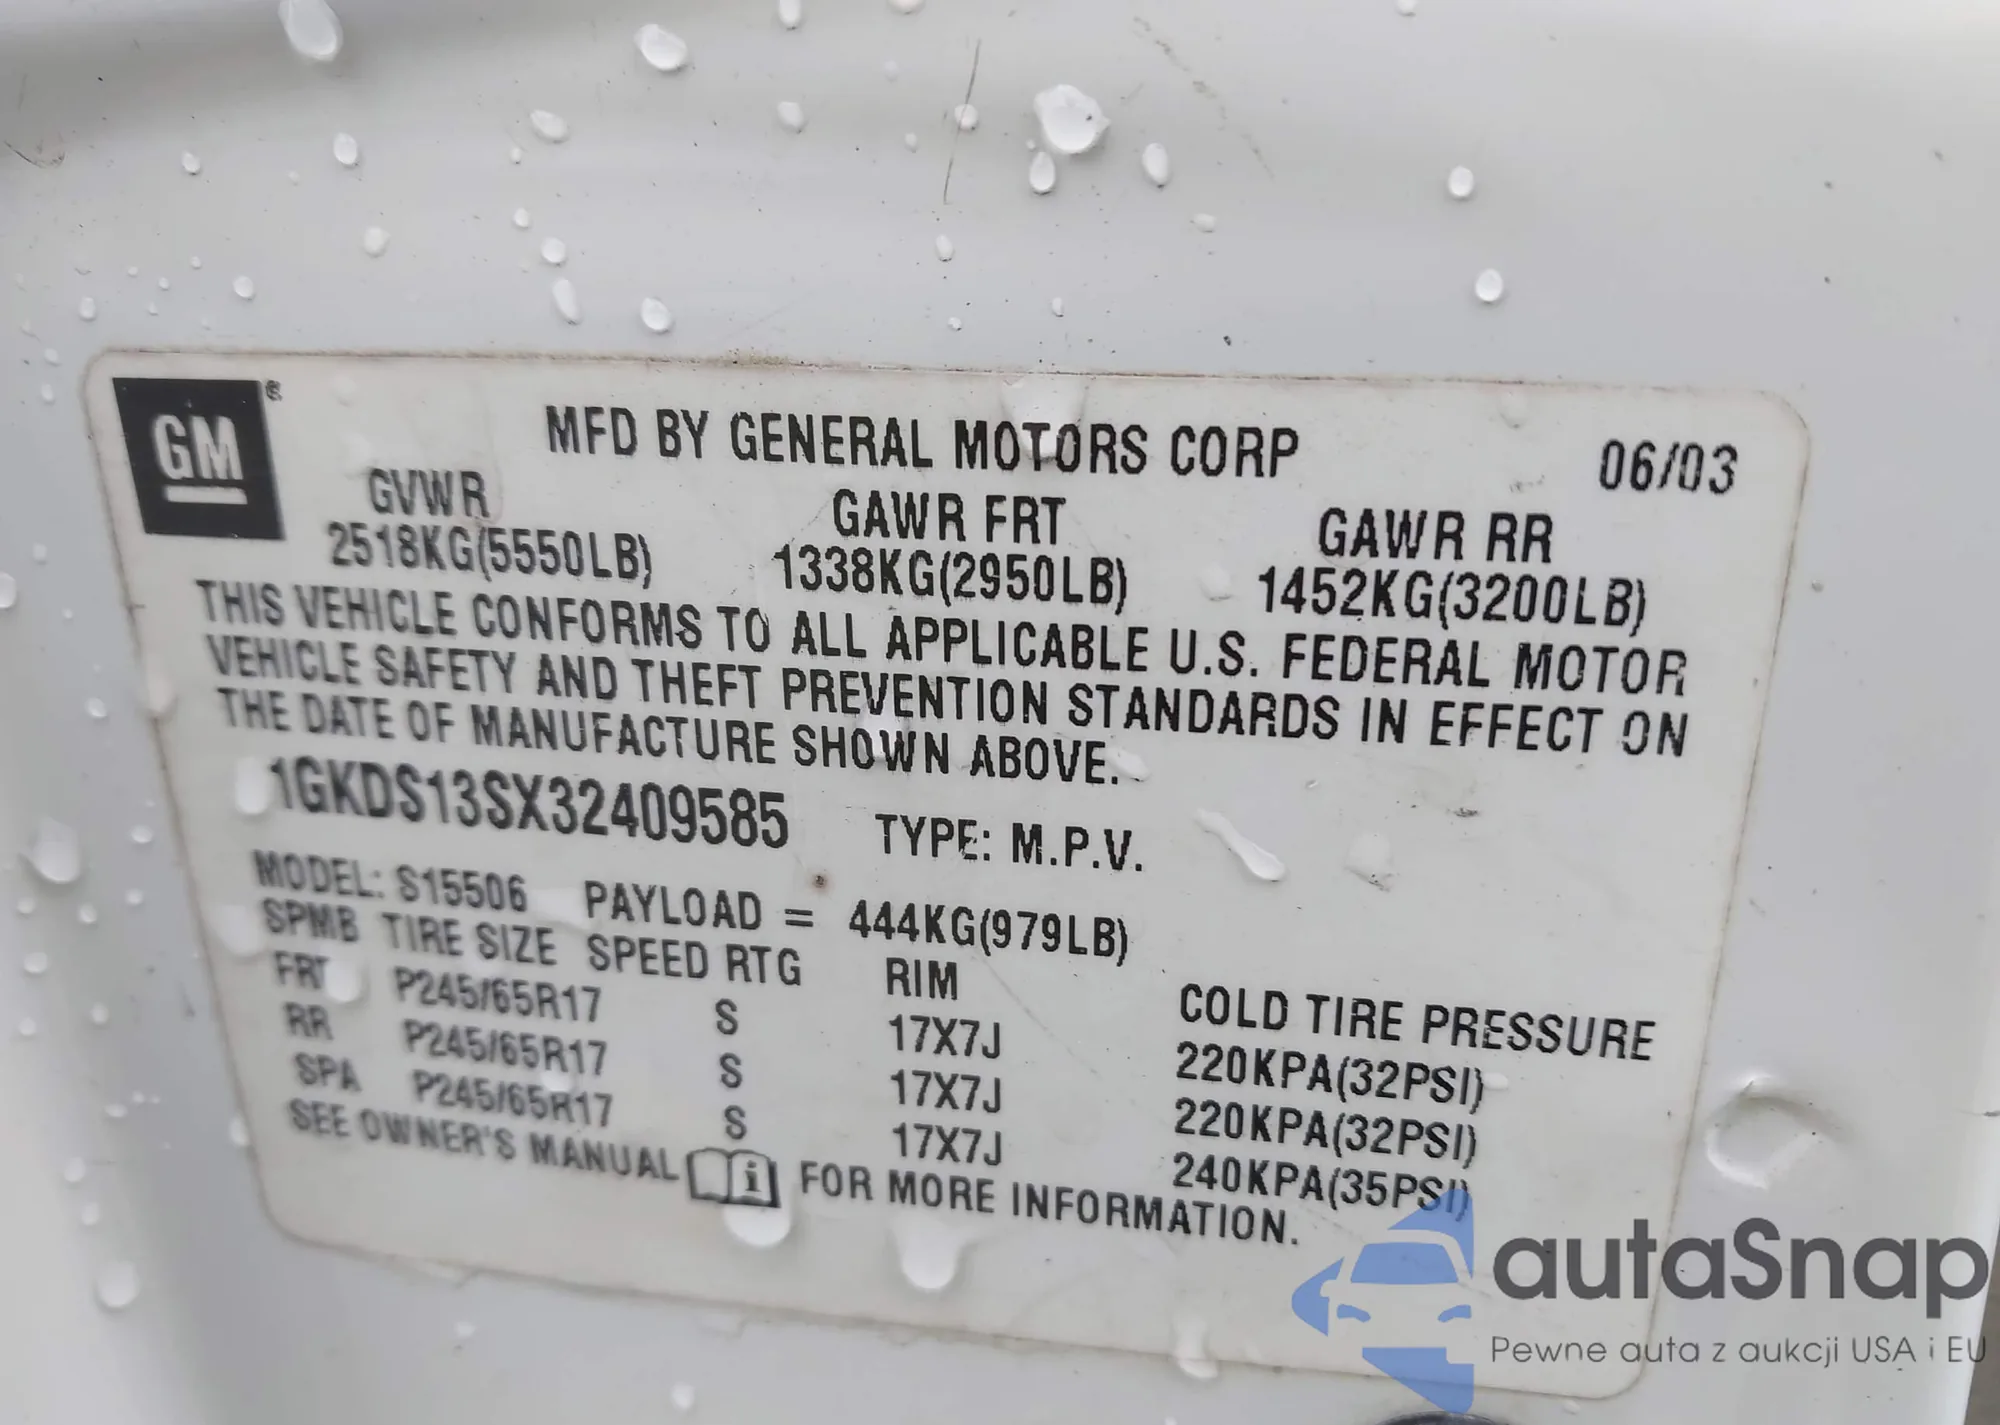 GM®
MFD BY GENERAL MOTORS CORP 06/03
GVWR GAWR FRT GAWR RR
2518KG(5550LB) 1338KG(2950LB) 1452KG(3200LB)
THIS VEHICLE CONFORMS TO ALL APPLICABLE U.S. FEDERAL MOTOR
VEHICLE SAFETY AND THEFT PREVENTION STANDARDS IN EFFECT ON
THE DATE OF MANUFACTURE SHOWN ABOVE.
1GKDS13SX32409585 TYPE: M.P.V.
MODEL: S15506 PAYLOAD = 444KG(979LB)
SPMB TIRE SIZE SPEED RTG RIM COLD TIRE PRESSURE
FRT P245/65R17 S 17X7J 220KPA(32PSI)
RR P245/65R17 S 17X7J 220KPA(32PSI)
SPA P245/65R17 S 17X7J 240KPA(35PSI)
SEE OWNER'S MANUAL i FOR MORE INFORMATION.
autaSnap
Pewne auta z aukcji USA i EU